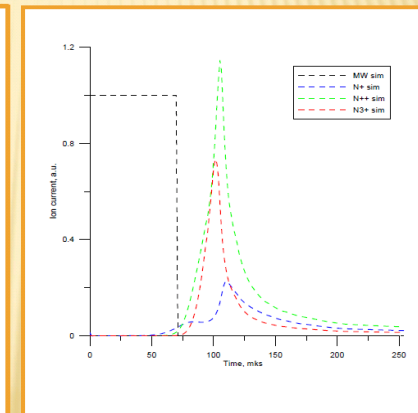 1.2
0.8
0.4
0
Ion current, a.u.
MW sim
N+ sim
N++ sim
N3+ sim
0 50 100 150 200 250
Time, mks